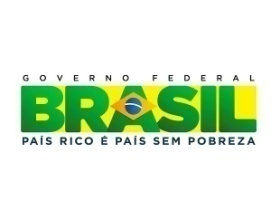 GOVERNO FEDERAL
BRASIL
PAÍS RICO É PAÍS SEM POBREZA